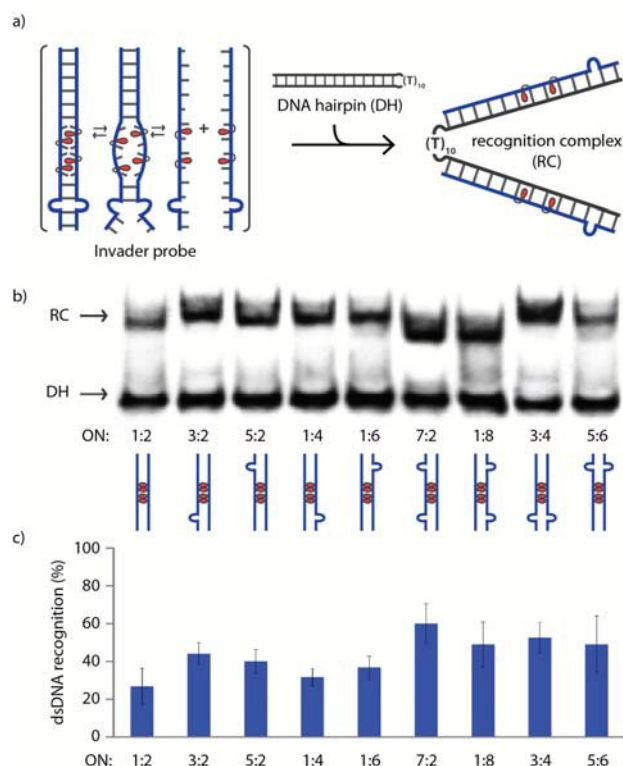 a)
(T)10
DNA hairpin (DH)
+
(T)10
recognition complex
(RC)
Invader probe
b)
RC
DH
ON: 1:2 3:2 5:2 1:4 1:6 7:2 1:8 3:4 5:6
c)
dsDNA recognition (%)
100
80
60
40
20
0
ON: 1:2 3:2 5:2 1:4 1:6 7:2 1:8 3:4 5:6